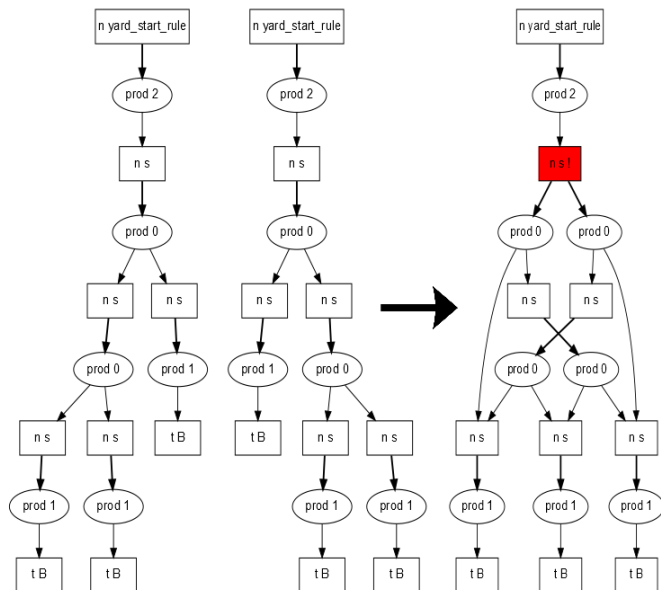 n yard_start_rule n yard_start_rule n yard_start_rule
prod 2 prod 2 prod 2
n s n s n s !
prod 0 prod 0 prod 0 prod 0
n s n s n s n s n s n s
prod 0 prod 1 prod 1 prod 0 prod 0 prod 0
n s n s t B t B n s n s n s n s n s
prod 1 prod 1 prod 1 prod 1 prod 1 prod 1 prod 1
t B t B t B t B t B t B t B